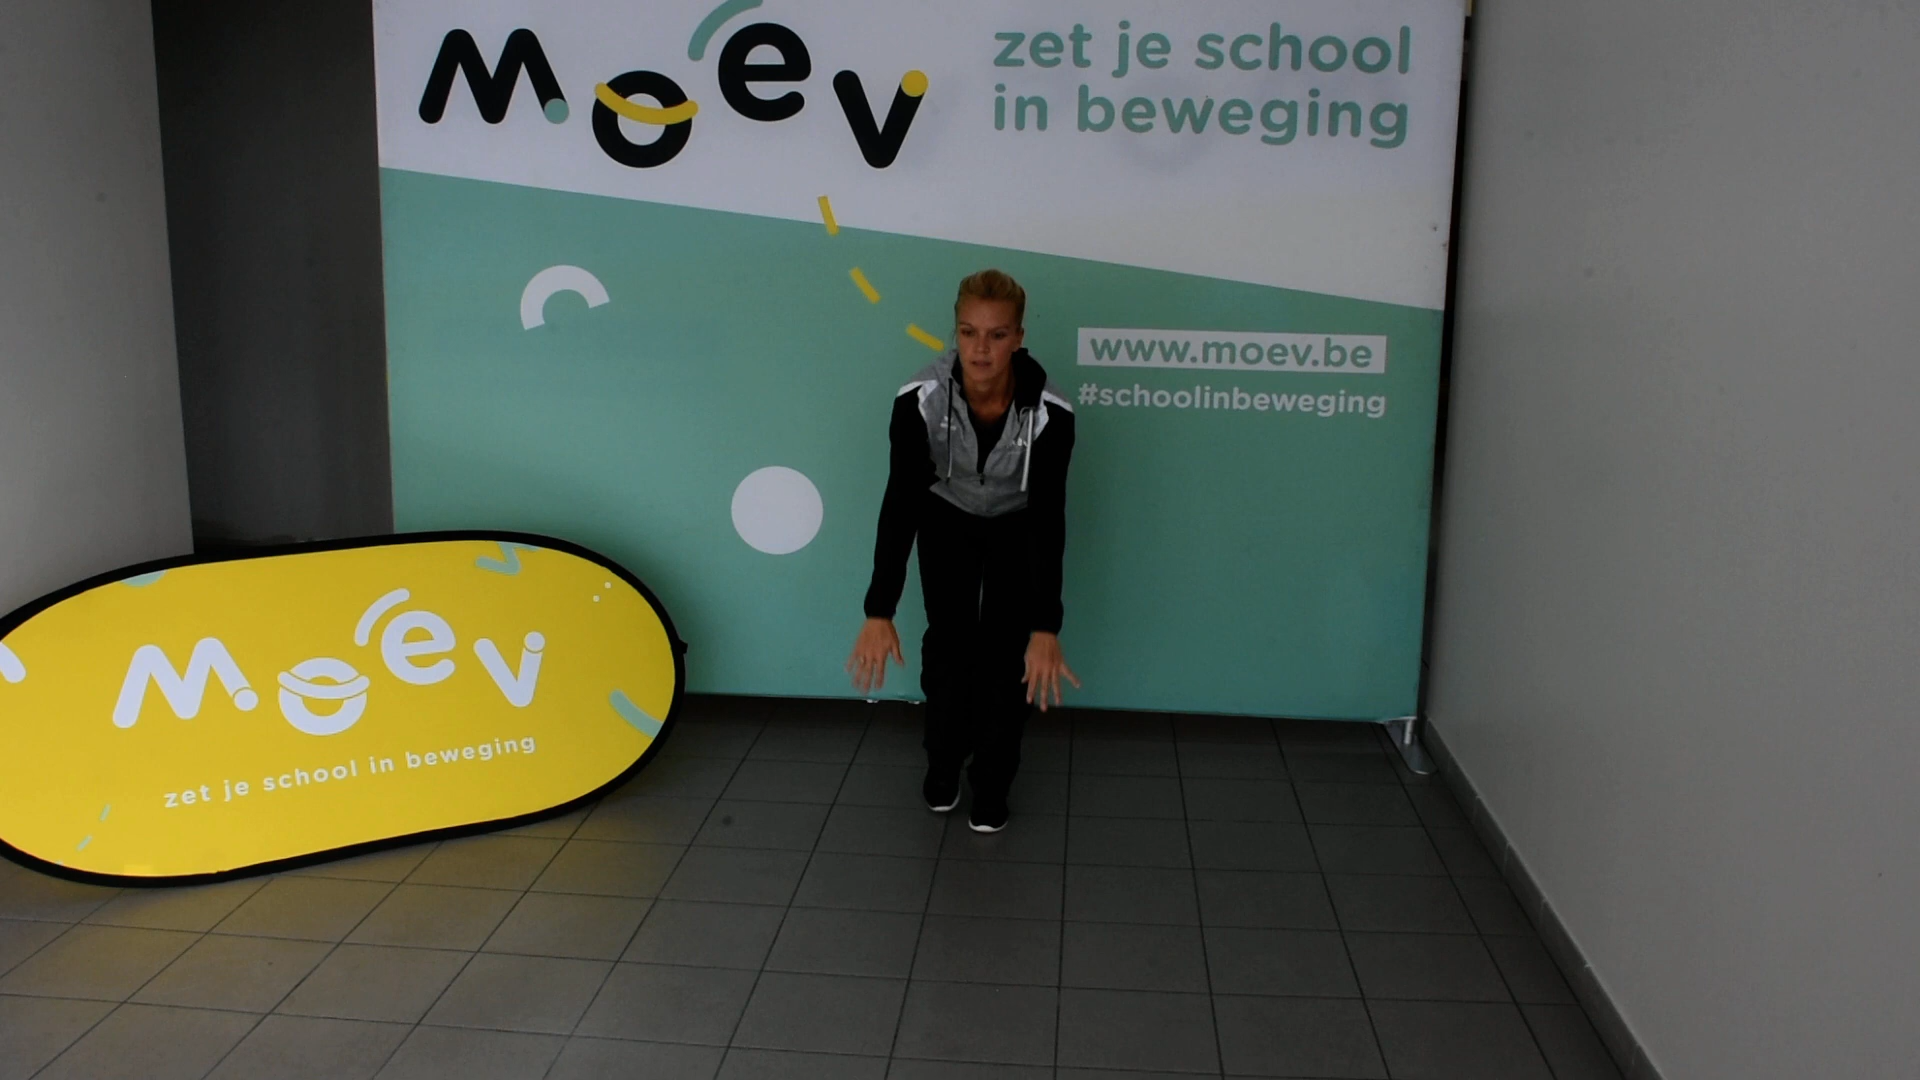 moev
zet je school
in beweging
www.moev.be
#schoolinbeweging
moev
zet je school in beweging